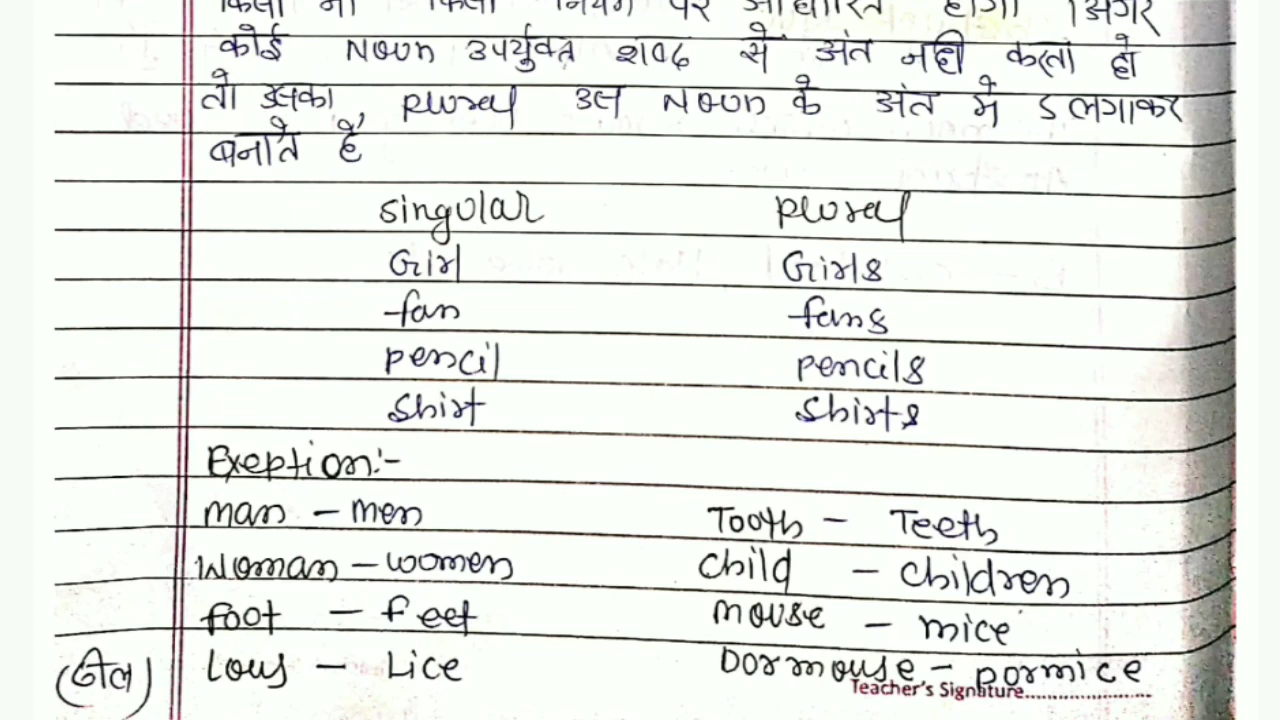 कोई Noun उपर्युक्त शब्द से अंत नही करता हो
तो उसका plural उस Noun के अंत मे S लगाकर
बनाते है
singular plural
Girl Girls
fan fans
pencil pencils
Shirt Shirts
Exeption:-
man - men Tooth - Teeth
Woman - women child - children
foot - feet mouse - mice
(ढील) Lous - Lice Dormouse - Dormice
Teacher's Signature